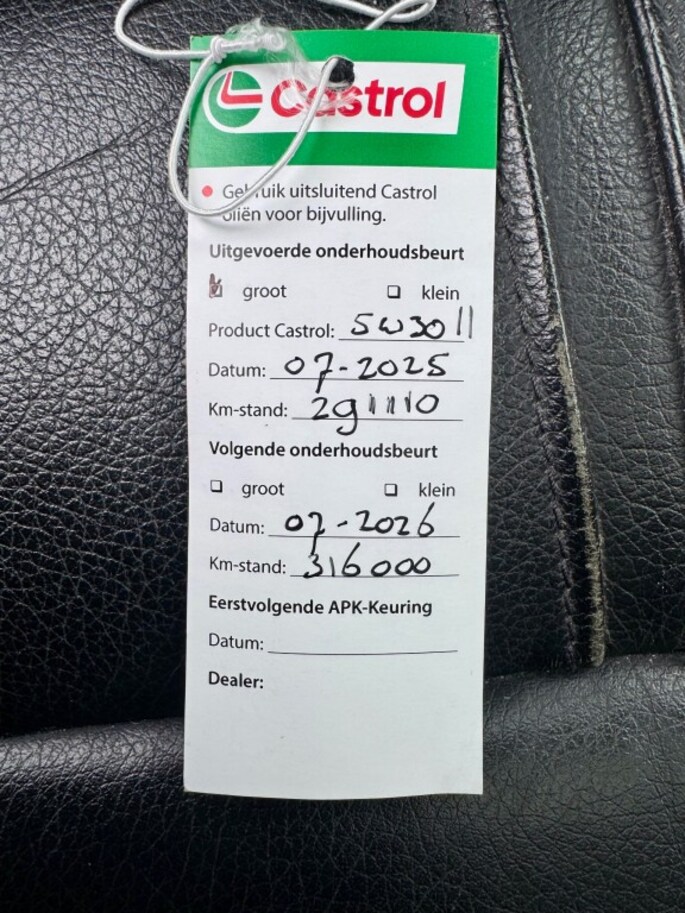 Castrol
Gebruik uitsluitend Castrol
oliën voor bijvulling.
Uitgevoerde onderhoudsbeurt
groot klein
Product Castrol: 5w30 ll
Datum: 07-2025
Km-stand:
Volgende onderhoudsbeurt
groot klein
Datum: 07-2026
Km-stand: 316000
Eerstvolgende APK-Keuring
Datum:
Dealer: